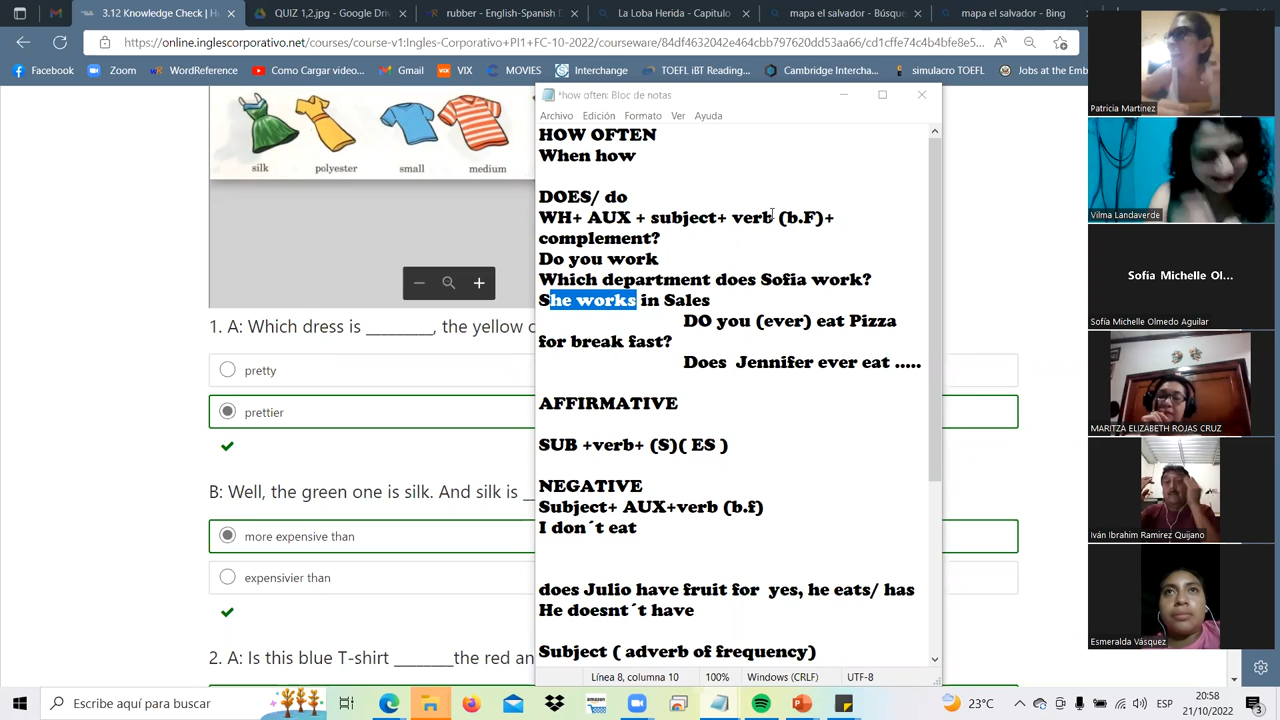 3.12 Knowledge Check 1 | H
QUIZ 1,2.jpg - Google Driv
rubber - English-Spanish D
La Gran Herencia - Capítulo
mapa el salvador - Búsque
mapa el salvador - Bing
https://online.inglescorporativo.net/courses/course-v1:Ingles-Corporativo+PI1+FC-10-2022/courseware/84df4632042e464cbb797620dd53aa66/cd1cffe74c4b4bfe8e5...
Facebook
Zoom
WordReference
Como Cargar video...
Gmail
VIX
MOVIES
Interchange
TOEFL iBT Reading...
Cambridge Intercha...
simulacro TOEFL
Jobs at the Emb
silk
polyester
small
medium
1. A: Which dress is ________, the yellow o
pretty
prettier
B: Well, the green one is silk. And silk is _
more expensive than
expensivier than
2. A: Is this blue T-shirt _______the red an
*how often: Bloc de notas
Archivo Edición Formato Ver Ayuda
HOW OFTEN
When how
DOES/ do
WH+ AUX + subject+ verb (b.F)+
complement?
Do you work
Which department does Sofia work?
She works in Sales
DO you (ever) eat Pizza
for break fast?
Does Jennifer ever eat .....
AFFIRMATIVE
SUB +verb+ (S)( ES )
NEGATIVE
Subject+ AUX+verb (b.f)
I don´t eat
does Julio have fruit for yes, he eats/ has
He doesnt´t have
Subject ( adverb of frequency)
Línea 8, columna 10
100%
Windows (CRLF)
UTF-8
Patricia Martinez
Vilma Landaverde
Sofía Michelle Ol...
Sofía Michelle Olmedo Aguilar
MARITZA ELIZABETH ROJAS CRUZ
Iván Ibrahim Ramirez Quijano
Esmeralda Vásquez
Escribe aquí para buscar
23°C
ESP
20:58
21/10/2022
3